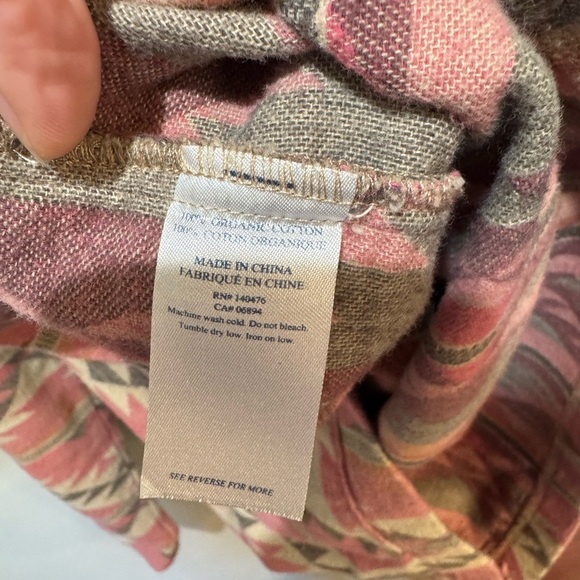 100% ORGANIC COTTON
100% COTON ORGANIQUE
MADE IN CHINA
FABRIQUÉ EN CHINE
RN# 140476
CA# 06894
Machine wash cold. Do not bleach.
Tumble dry low. Iron on low.
SEE REVERSE FOR MORE